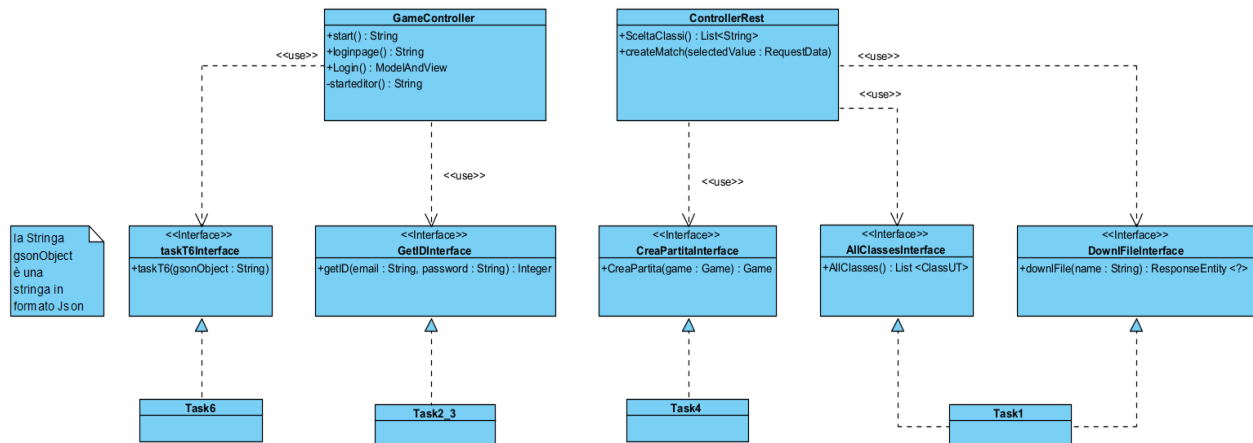 GameController
+start() : String
+loginpage() : String
+Login() : ModelAndView
-starteditor() : String
ControllerRest
+SceltaClassi() : List<String>
+createMatch(selectedValue : RequestData)
<<use>>
<<use>>
<<use>>
<<use>>
<<use>>
la Stringa
gsonObject
è una
stringa in
formato Json
<<Interface>>
taskT6Interface
+taskT6(gsonObject : String)
<<Interface>>
GetIDInterface
+getID(email : String, password : String) : Integer
<<Interface>>
CreaPartitaInterface
+CreaPartita(game : Game) : Game
<<Interface>>
AllClassesInterface
+AllClasses() : List <ClassUT>
<<Interface>>
DownlFileInterface
+downlFile(name : String) : ResponseEntity <?>
Task6
Task2_3
Task4
Task1